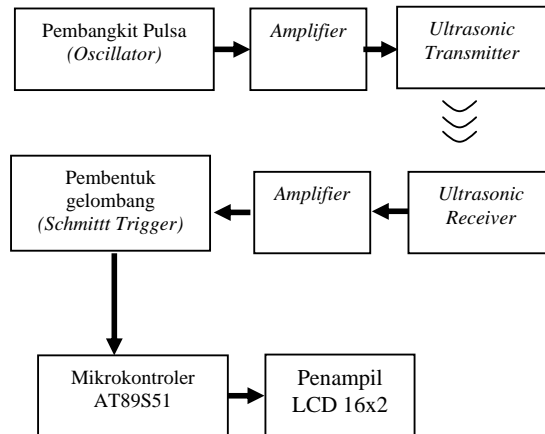 Pembangkit Pulsa
(Oscillator)
Amplifier
Ultrasonic
Transmitter
Pembentuk
gelombang
(Schmittt Trigger)
Amplifier
Ultrasonic
Receiver
Mikrokontroler
AT89S51
Penampil
LCD 16x2